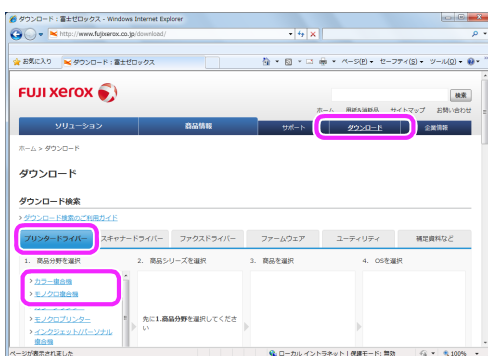 ダウンロード：富士ゼロックス - Windows Internet Explorer
http://www.fujixerox.co.jp/download/
お気に入り ダウンロード：富士ゼロックス
ページ(P) セーフティ(S) ツール(O)
FUJI XEROX
検索
ホーム 用紙&消耗品 サイトマップ お問い合わせ
ソリューション 商品情報 サポート ダウンロード 企業情報
ホーム > ダウンロード
ダウンロード
ダウンロード検索
> ダウンロード検索のご利用ガイド
プリンタードライバー スキャナードライバー ファクスドライバー ファームウエア ユーティリティ 補足資料など
1. 商品分野を選択 2. 商品シリーズを選択 3. 商品を選択 4. OSを選択
> カラー複合機
> モノクロ複合機
> モノクロプリンター
> インクジェット/パーソナル複合機
先に1.商品分野を選択してください
ページが表示されました ローカル イントラネット | 保護モード: 無効 100%